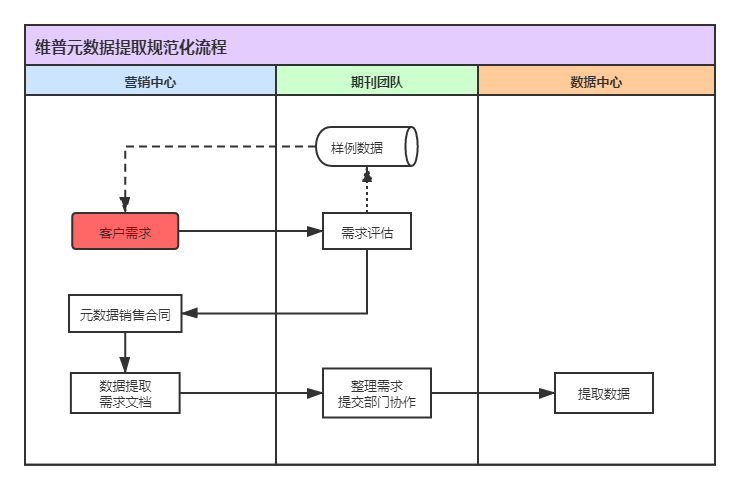 维普元数据提取规范化流程
营销中心
期刊团队
数据中心
样例数据
客户需求
需求评估
元数据销售合同
数据提取
需求文档
整理需求
提交部门协作
提取数据